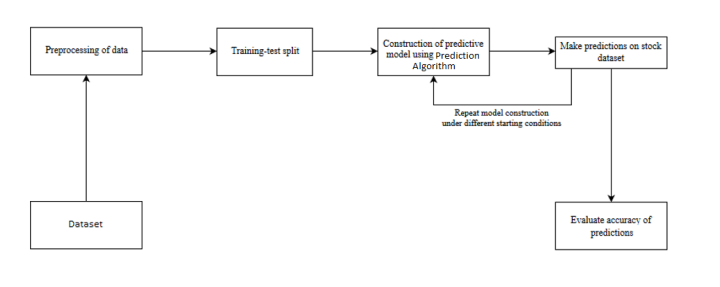 Preprocessing of data
Training-test split
Construction of predictive
model using Prediction
Algorithm
Make predictions on stock
dataset
Repeat model construction
under different starting conditions
Dataset
Evaluate accuracy of
predictions